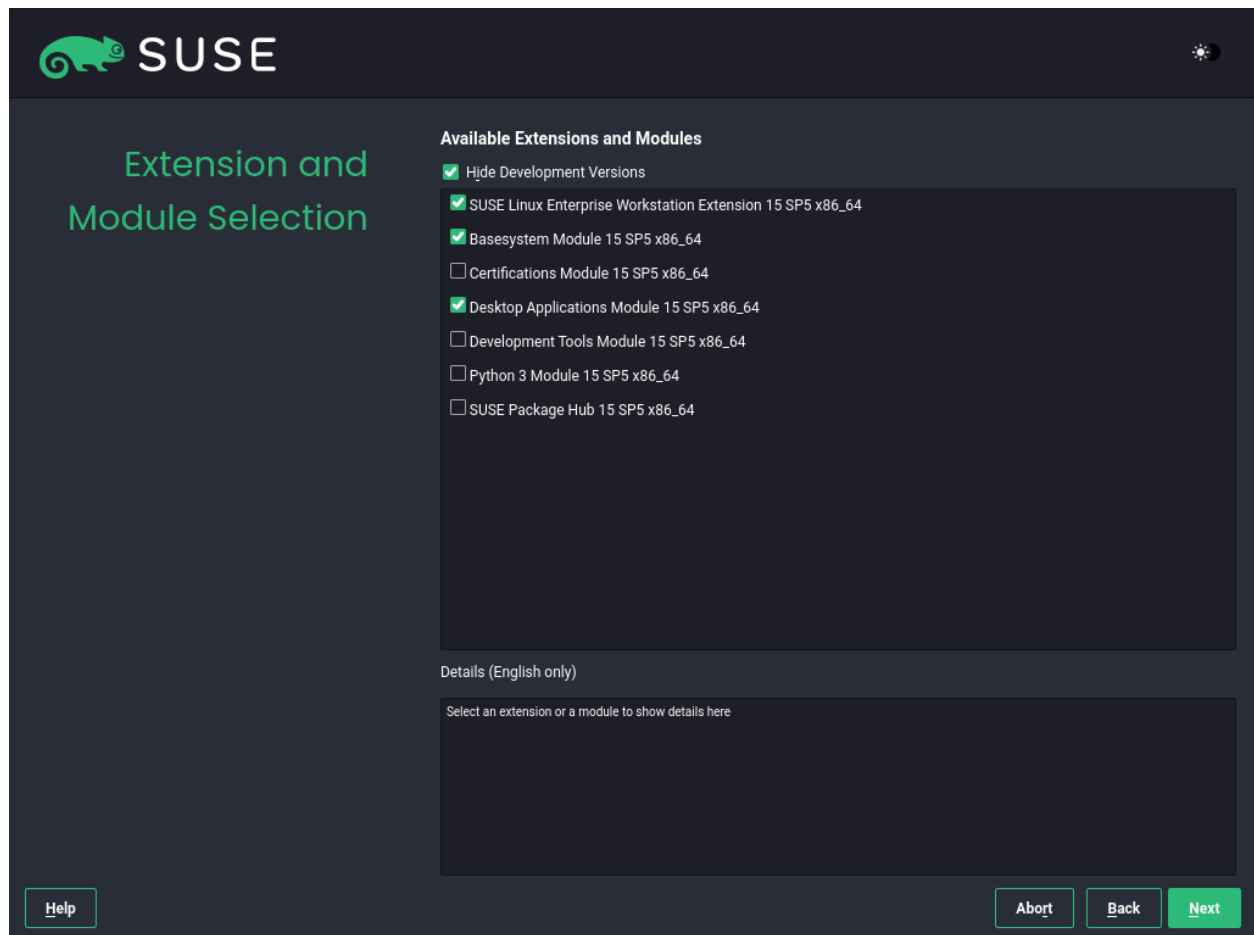 SUSE
Extension and
Module Selection
Available Extensions and Modules
Hide Development Versions
SUSE Linux Enterprise Workstation Extension 15 SP5 x86_64
Basesystem Module 15 SP5 x86_64
Certifications Module 15 SP5 x86_64
Desktop Applications Module 15 SP5 x86_64
Development Tools Module 15 SP5 x86_64
Python 3 Module 15 SP5 x86_64
SUSE Package Hub 15 SP5 x86_64
Details (English only)
Select an extension or a module to show details here
Help
Abort
Back
Next